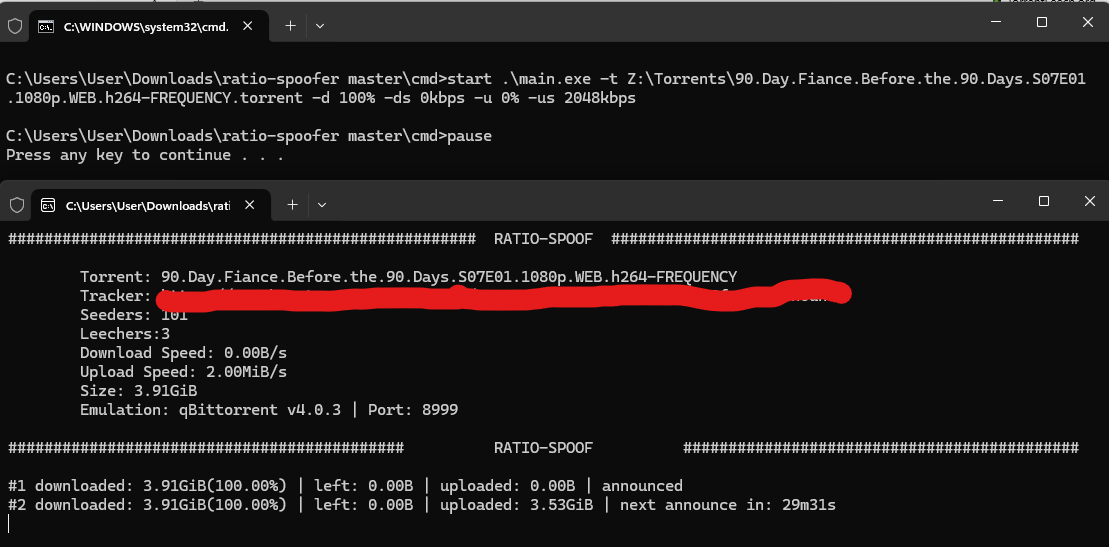 C:\WINDOWS\system32\cmd.
C:\Users\User\Downloads\ratio-spoofer master\cmd>start .\main.exe -t Z:\Torrents\90.Day.Fiance.Before.the.90.Days.S07E01
.1080p.WEB.h264-FREQUENCY.torrent -d 100% -ds 0kbps -u 0% -us 2048kbps
C:\Users\User\Downloads\ratio-spoofer master\cmd>pause
Press any key to continue . . .
C:\Users\User\Downloads\rati
################################################### RATIO-SPOOF ###################################################
Torrent: 90.Day.Fiance.Before.the.90.Days.S07E01.1080p.WEB.h264-FREQUENCY
Tracker:
Seeders: 101
Leechers:3
Download Speed: 0.00B/s
Upload Speed: 2.00MiB/s
Size: 3.91GiB
Emulation: qBittorrent v4.0.3 | Port: 8999
############################################ RATIO-SPOOF ############################################
#1 downloaded: 3.91GiB(100.00%) | left: 0.00B | uploaded: 0.00B | announced
#2 downloaded: 3.91GiB(100.00%) | left: 0.00B | uploaded: 3.53GiB | next announce in: 29m31s